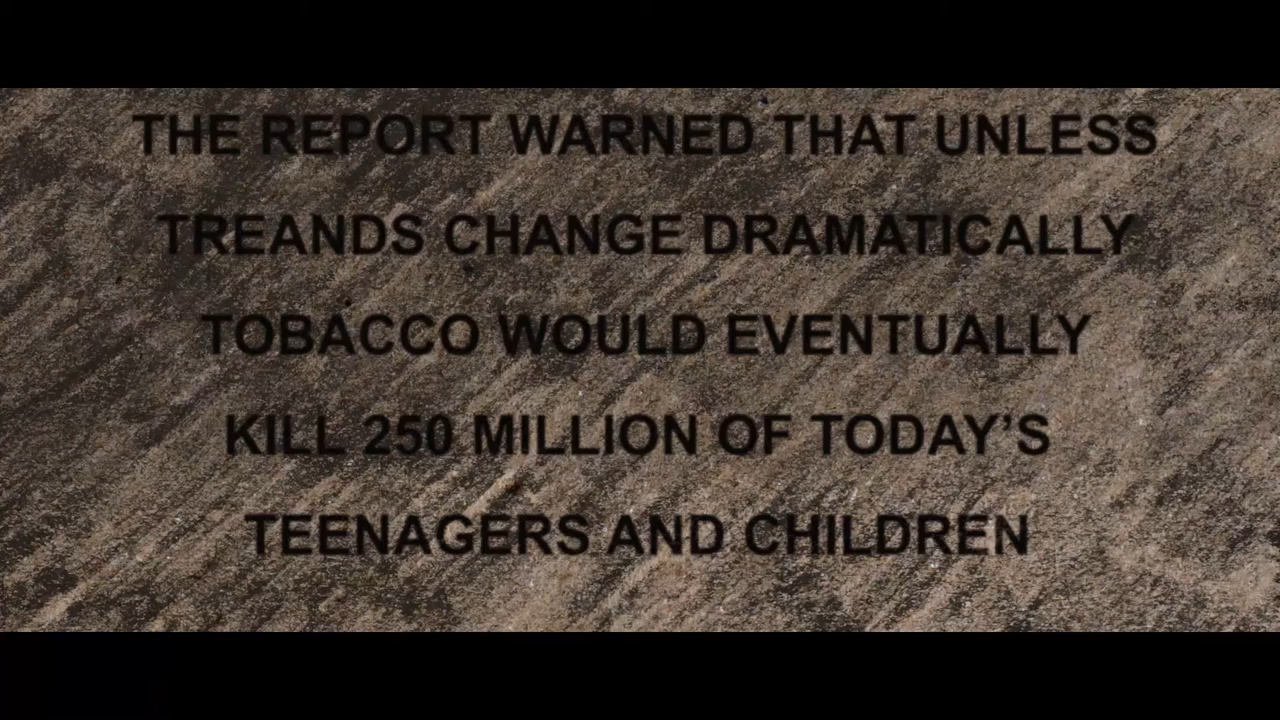 THE REPORT WARNED THAT UNLESS
TREANDS CHANGE DRAMATICALLY
TOBACCO WOULD EVENTUALLY
KILL 250 MILLION OF TODAY’S
TEENAGERS AND CHILDREN